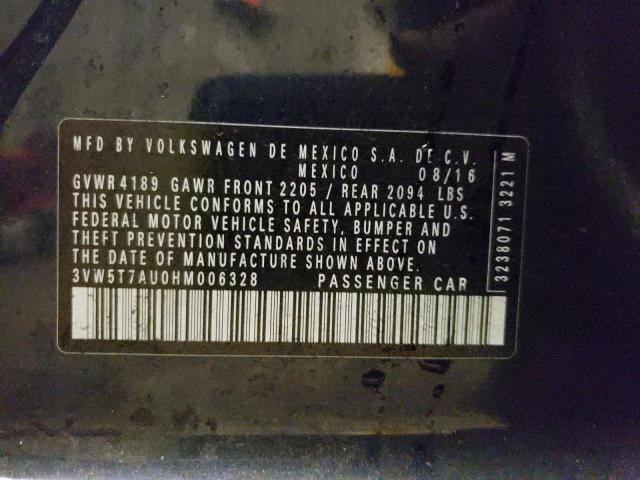 MFD BY VOLKSWAGEN DE MEXICO S.A. DE C.V.
MEXICO 08/16
GVWR 4189 GAWR FRONT 2205 / REAR 2094 LBS
THIS VEHICLE CONFORMS TO ALL APPLICABLE U.S.
FEDERAL MOTOR VEHICLE SAFETY, BUMPER AND
THEFT PREVENTION STANDARDS IN EFFECT ON
THE DATE OF MANUFACTURE SHOWN ABOVE.
3VW5T7AU0HM006328 PASSENGER CAR
3238071 3221 M